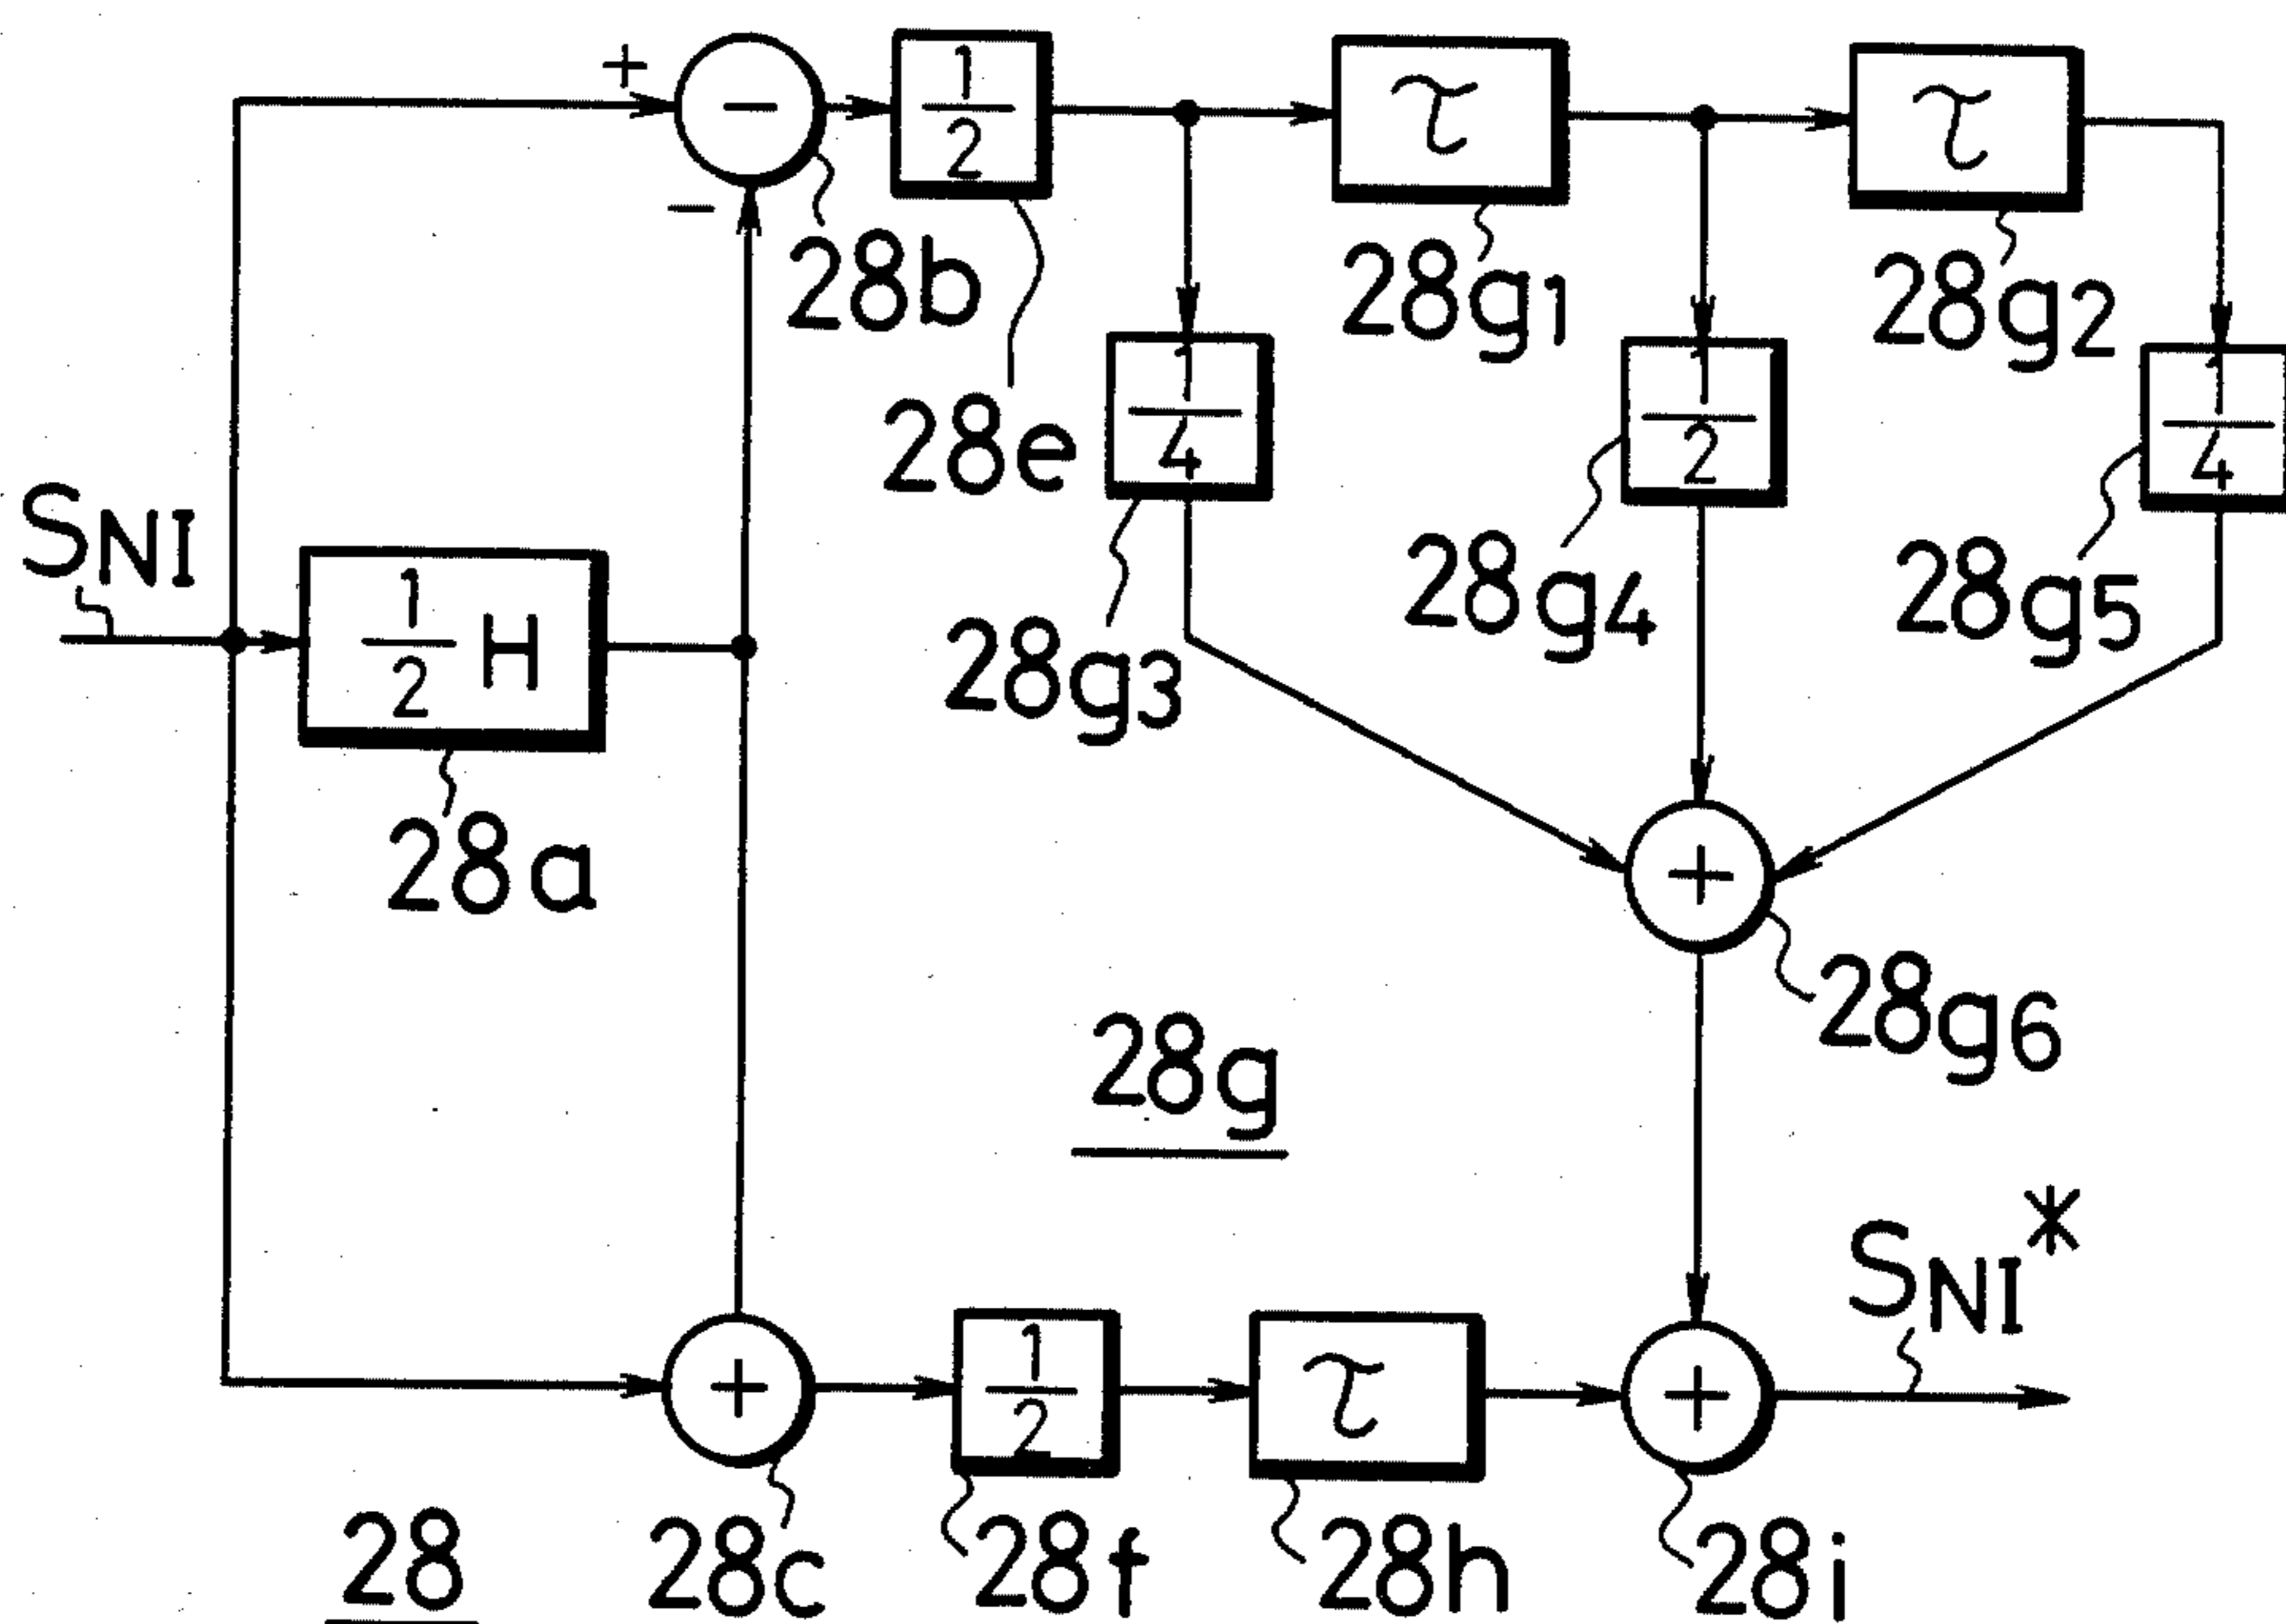 +
−
1/2
τ
τ
−
28b
28g1
28g2
28e
1/4
1/2
1/4
SNI
1/2 H
28g3
28g4
28g5
28a
+
28g6
28g
SNI*
+
1/2
τ
+
28
28c
28f
28h
28i